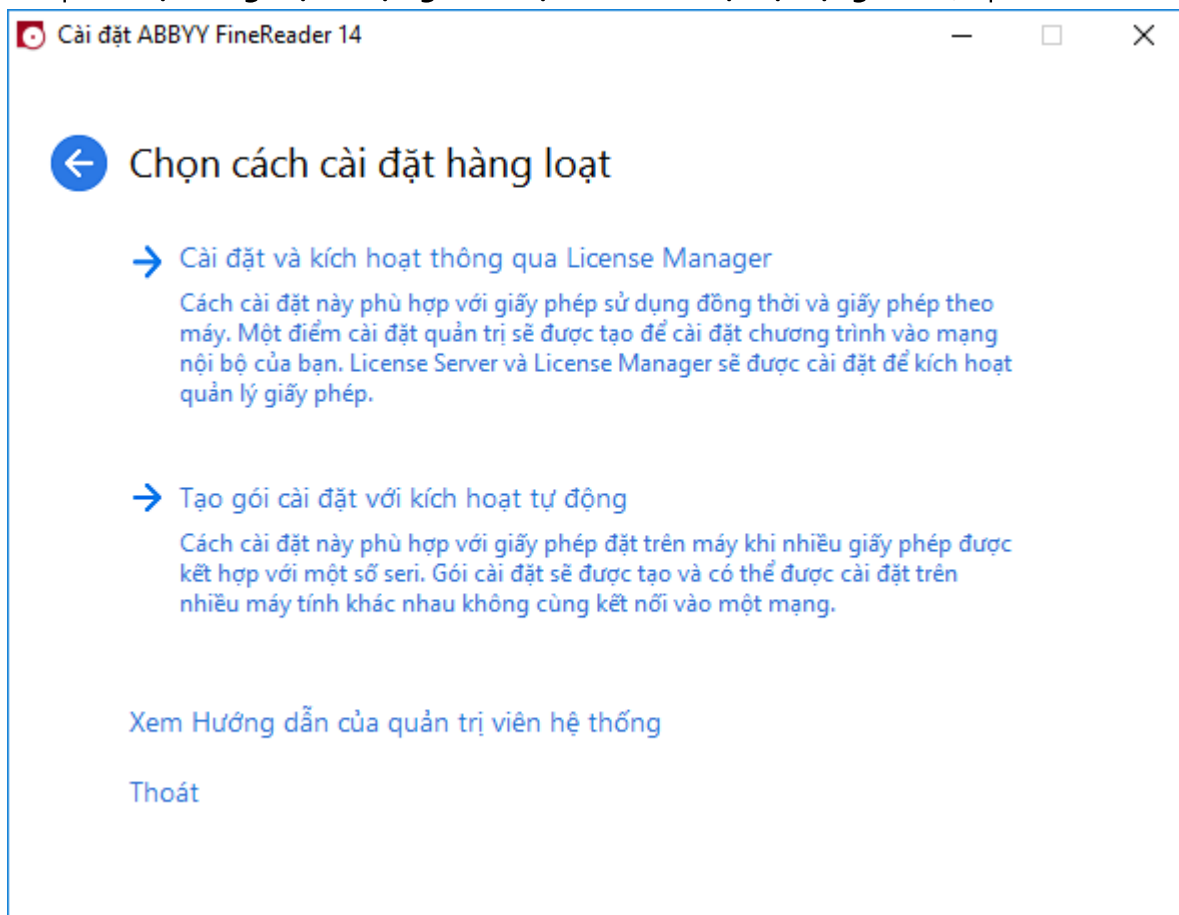 Cài đặt ABBYY FineReader 14
Chọn cách cài đặt hàng loạt
Cài đặt và kích hoạt thông qua License Manager
Cách cài đặt này phù hợp với giấy phép sử dụng đồng thời và giấy phép theo
máy. Một điểm cài đặt quản trị sẽ được tạo để cài đặt chương trình vào mạng
nội bộ của bạn. License Server và License Manager sẽ được cài đặt để kích hoạt
quản lý giấy phép.
Tạo gói cài đặt với kích hoạt tự động
Cách cài đặt này phù hợp với giấy phép đặt trên máy khi nhiều giấy phép được
kết hợp với một số seri. Gói cài đặt sẽ được tạo và có thể được cài đặt trên
nhiều máy tính khác nhau không cùng kết nối vào một mạng.
Xem Hướng dẫn của quản trị viên hệ thống
Thoát